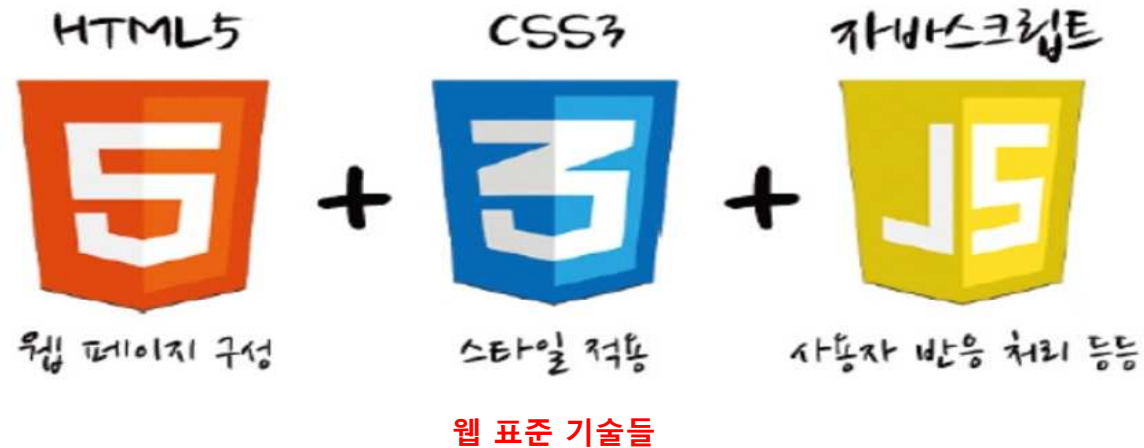 HTML5 CSS3 자바스크립트
5 + 3 + JS
웹 페이지 구성 스타일 적용 사용자 반응 처리 등등
웹 표준 기술들